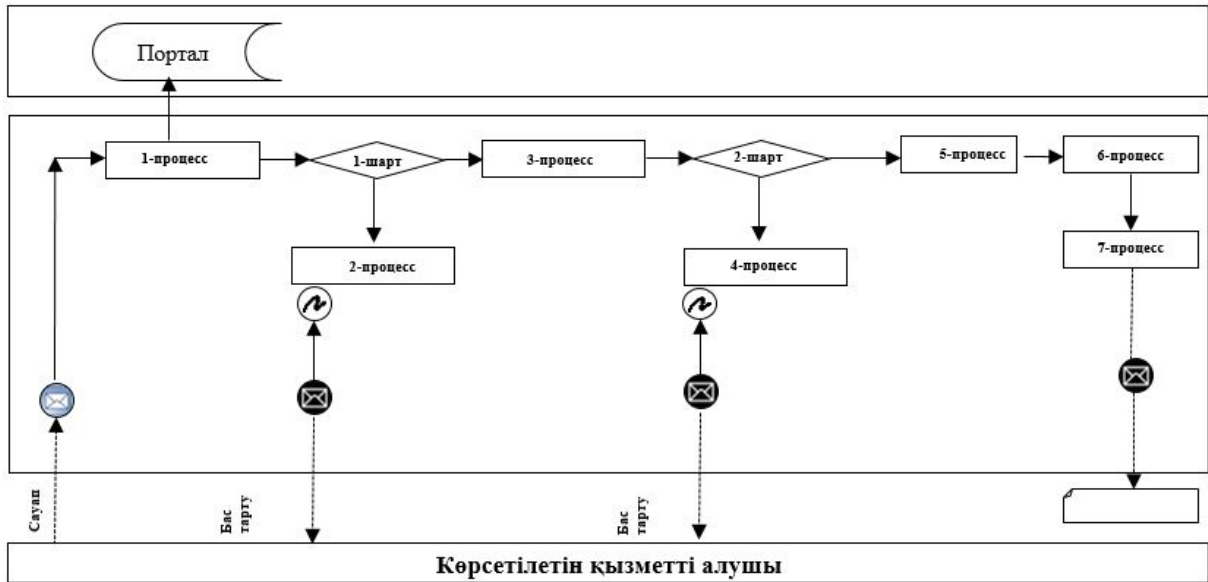 Портал
1-процесс
1-шарт
3-процесс
2-шарт
5-процесс
6-процесс
2-процесс
4-процесс
7-процесс
Сауап
Бас
тарту
Бас
тарту
Көрсетілетін қызметті алушы